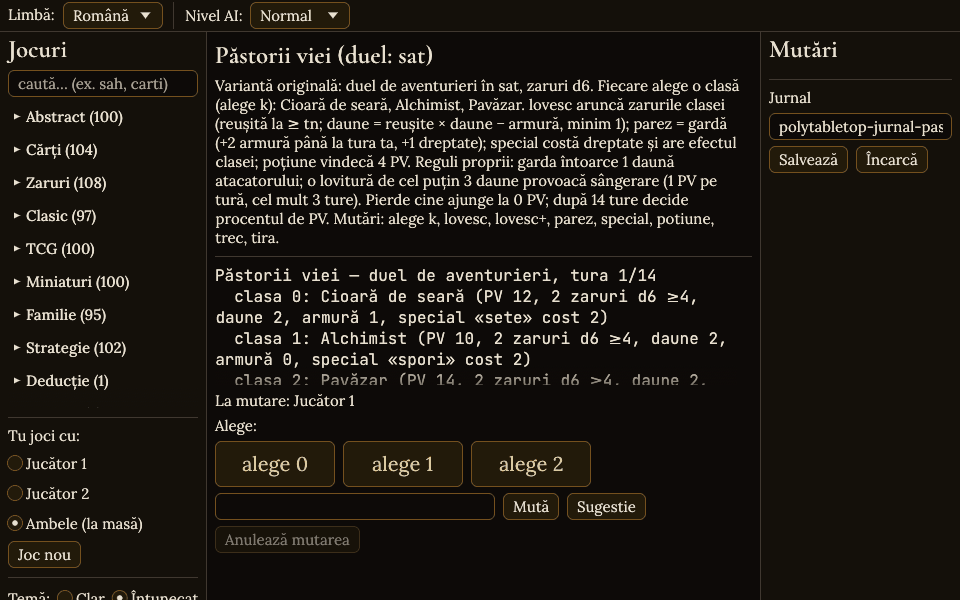 Limbă: Română Nivel AI: Normal
Jocuri
caută... (ex. sah, carti)
Abstract (100)
Cărți (104)
Zaruri (108)
Clasic (97)
TCG (100)
Miniaturi (100)
Familie (95)
Strategie (102)
Deducție (1)
Tu joci cu:
Jucător 1
Jucător 2
Ambele (la masă)
Joc nou
Temă: Clar Întunecat
Păstorii viei (duel: sat)
Variantă originală: duel de aventurieri în sat, zaruri d6. Fiecare alege o clasă
(alege k): Cioară de seară, Alchimist, Pavăzar. lovesc aruncă zarurile clasei
(reușită la ≥ tn; daune = reușite × daune − armură, minim 1); parez = gardă
(+2 armură până la tura ta, +1 dreptate); special costă dreptate și are efectul
clasei; poțiune vindecă 4 PV. Reguli proprii: garda întoarce 1 daună
atacatorului; o lovitură de cel puțin 3 daune provoacă sângerare (1 PV pe
tură, cel mult 3 ture). Pierde cine ajunge la 0 PV; după 14 ture decide
procentul de PV. Mutări: alege k, lovesc, lovesc+, parez, special, potiune,
trec, tira.
Păstorii viei — duel de aventurieri, tura 1/14
clasa 0: Cioară de seară (PV 12, 2 zaruri d6 ≥4,
daune 2, armură 1, special «sete» cost 2)
clasa 1: Alchimist (PV 10, 2 zaruri d6 ≥4, daune 2,
armură 0, special «spori» cost 2)
clasa 2: Pavăzar (PV 14, 2 zaruri d6 ≥4, daune 2,
La mutare: Jucător 1
Alege:
alege 0 alege 1 alege 2
Mută Sugestie
Anulează mutarea
Mutări
Jurnal
polytabletop-jurnal-pas
Salvează Încarcă